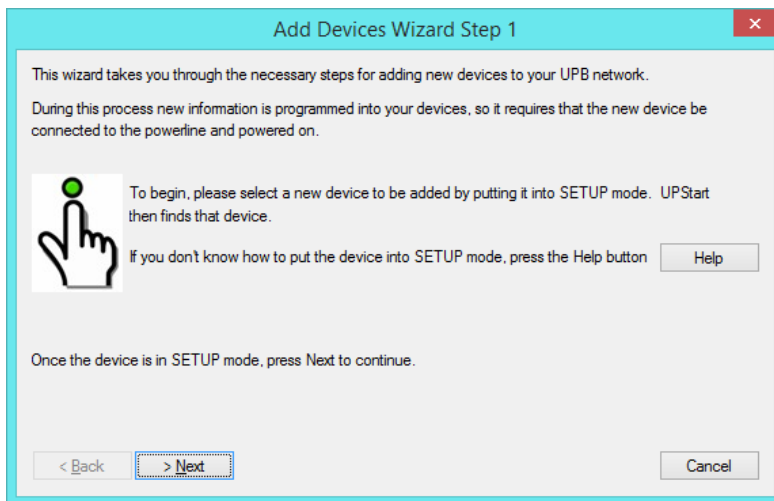 Add Devices Wizard Step 1
This wizard takes you through the necessary steps for adding new devices to your UPB network.
During this process new information is programmed into your devices, so it requires that the new device be
connected to the powerline and powered on.
To begin, please select a new device to be added by putting it into SETUP mode. UPStart
then finds that device.
If you don't know how to put the device into SETUP mode, press the Help button
Help
Once the device is in SETUP mode, press Next to continue.
< Back
> Next
Cancel